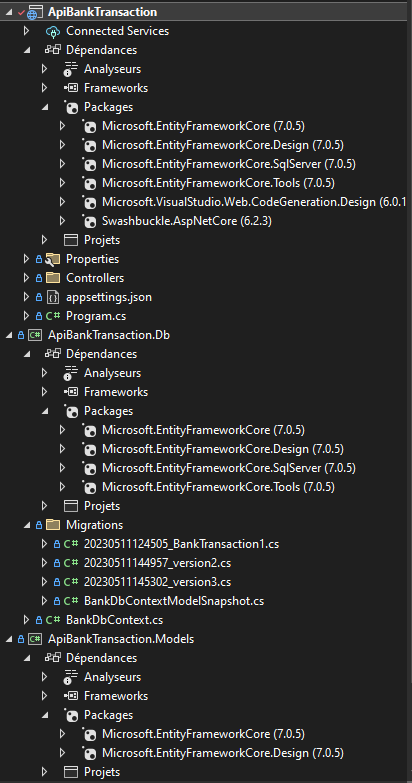 ApiBankTransaction
Connected Services
Dépendances
Analyseurs
Frameworks
Packages
Microsoft.EntityFrameworkCore (7.0.5)
Microsoft.EntityFrameworkCore.Design (7.0.5)
Microsoft.EntityFrameworkCore.SqlServer (7.0.5)
Microsoft.EntityFrameworkCore.Tools (7.0.5)
Microsoft.VisualStudio.Web.CodeGeneration.Design (6.0.1
Swashbuckle.AspNetCore (6.2.3)
Projets
Properties
Controllers
appsettings.json
C# Program.cs
C# ApiBankTransaction.Db
Dépendances
Analyseurs
Frameworks
Packages
Microsoft.EntityFrameworkCore (7.0.5)
Microsoft.EntityFrameworkCore.Design (7.0.5)
Microsoft.EntityFrameworkCore.SqlServer (7.0.5)
Microsoft.EntityFrameworkCore.Tools (7.0.5)
Projets
Migrations
C# 20230511124505_BankTransaction1.cs
C# 20230511144957_version2.cs
C# 20230511145302_version3.cs
C# BankDbContextModelSnapshot.cs
C# BankDbContext.cs
C# ApiBankTransaction.Models
Dépendances
Analyseurs
Frameworks
Packages
Microsoft.EntityFrameworkCore (7.0.5)
Microsoft.EntityFrameworkCore.Design (7.0.5)
Projets